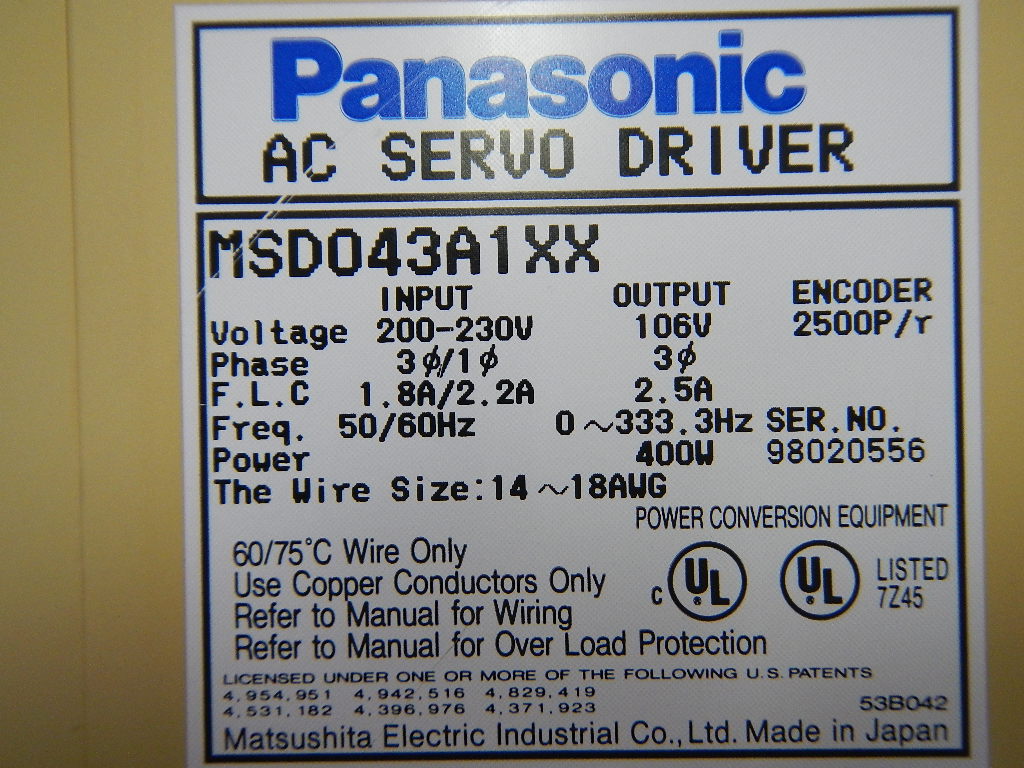 Panasonic
AC SERVO DRIVER
MSD043A1XX
INPUT OUTPUT ENCODER
Voltage 200-230V 106V 2500P/r
Phase 3ø/1ø 3ø
F.L.C 1.8A/2.2A 2.5A
Freq. 50/60Hz 0~333.3Hz SER.NO.
Power 400W 98020556
The Wire Size:14~18AWG
POWER CONVERSION EQUIPMENT
60/75°C Wire Only
Use Copper Conductors Only
Refer to Manual for Wiring
Refer to Manual for Over Load Protection
c UL UL LISTED
7Z45
LICENSED UNDER ONE OR MORE OF THE FOLLOWING U.S. PATENTS
4,954,951 4,942,516 4,829,419
4,531,182 4,396,976 4,371,923 53B042
Matsushita Electric Industrial Co.,Ltd. Made in Japan